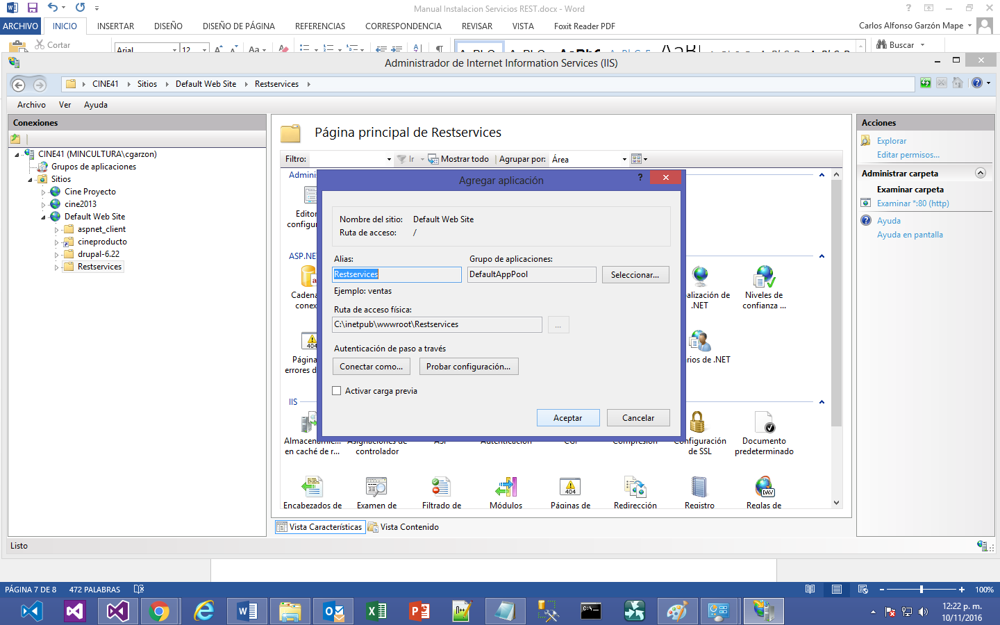 Manual Instalacion Servicios REST.docx - Word
ARCHIVO INICIO INSERTAR DISEÑO DISEÑO DE PÁGINA REFERENCIAS CORRESPONDENCIA REVISAR VISTA Foxit Reader PDF Carlos Alfonso Garzón Mape
Cortar Arial 12 Aa Buscar
Administrador de Internet Information Services (IIS)
CINE41 Sitios Default Web Site Restservices
Archivo Ver Ayuda
Conexiones
CINE41 (MINCULTURA\cgarzon)
Grupos de aplicaciones
Sitios
Cine Proyecto
cine2013
Default Web Site
aspnet_client
cineproducto
drupal-6.22
Restservices
Página principal de Restservices
Filtro: Ir Mostrar todo Agrupar por: Área
Admini
Editor
configu
ASP.NE
Cadena
conex
lización de
.NET
Niveles de
confianza ...
Página
errores d
rios de .NET
IIS
Almacenamie...
en caché de r...
Asignaciones de
controlador
ASP
Autenticación
CGI
Compresión
Configuración
de SSL
Documento
predeterminado
Encabezados de Examen de Filtrado de Módulos Páginas de Redirección Registro Reglas de
Vista Características Vista Contenido
Agregar aplicación
?
Nombre del sitio: Default Web Site
Ruta de acceso: /
Alias: Grupo de aplicaciones:
Restservices DefaultAppPool Seleccionar...
Ejemplo: ventas
Ruta de acceso física:
C:\inetpub\wwwroot\Restservices ...
Autenticación de paso a través
Conectar como... Probar configuración...
Activar carga previa
Aceptar Cancelar
Acciones
Explorar
Editar permisos...
Administrar carpeta
Examinar carpeta
Examinar *:80 (http)
Ayuda
Ayuda en pantalla
Listo
PÁGINA 7 DE 8 472 PALABRAS 100%
12:22 p. m.
10/11/2016